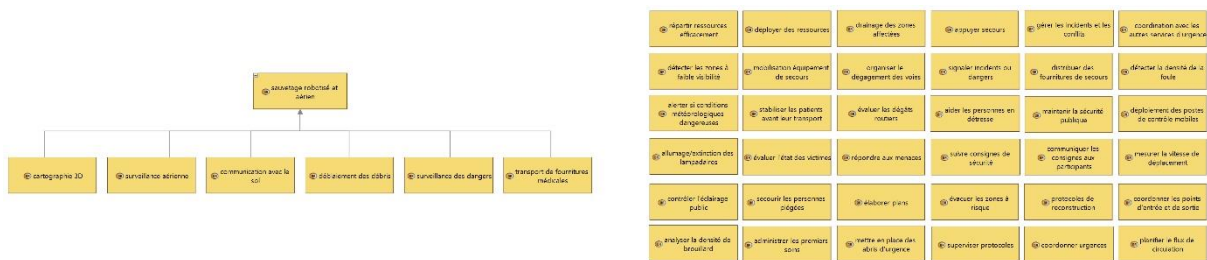 sauvetage robotisé et
aérien
cartographie 3D
surveillance aérienne
communication avec la
sol
déblaiement des débris
surveillance des dangers
transport de fournitures
médicales
répartir ressources
efficacement
déployer des ressources
drainage des zones
affectées
appuyer secours
gérer les incidents et les
conflits
coordination avec les
autres services d'urgence
détecter les zones à
faible visibilité
mobilisation équipement
de secours
organiser le
dégagement des voies
signaler incidents ou
dangers
distribuer des
fournitures de secours
détecter la densité de la
foule
alerter si conditions
météorologiques
dangereuses
stabiliser les patients
avant leur transport
évaluer les dégâts
routiers
aider les personnes en
détresse
maintenir la sécurité
publique
déploiement des postes
de contrôle mobiles
allumage/extinction des
lampadaires
évaluer l'état des victimes
répondre aux menaces
suivre consignes de
sécurité
communiquer les
consignes aux
participants
mesurer la vitesse de
déplacement
contrôler l'éclairage
public
secourir les personnes
piégées
élaborer plans
évacuer les zones à
risque
protocoles de
reconstruction
coordonner les points
d'entrée et de sortie
analyser la densité de
brouillard
administrer les premiers
soins
mettre en place des
abris d'urgence
superviser protocoles
coordonner urgences
planifier le flux de
circulation